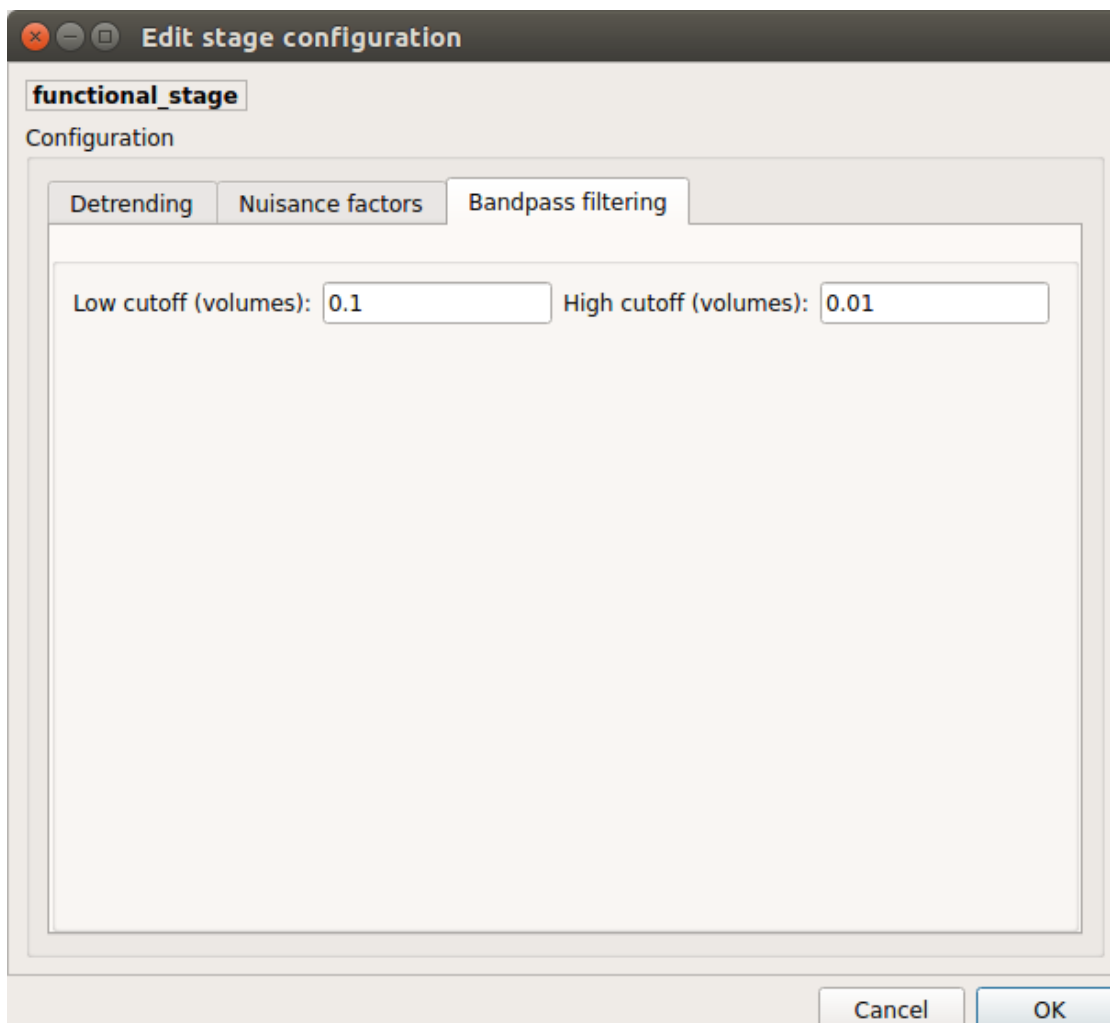 Edit stage configuration
functional_stage
Configuration
Detrending Nuisance factors Bandpass filtering
Low cutoff (volumes): 0.1 High cutoff (volumes): 0.01
Cancel OK